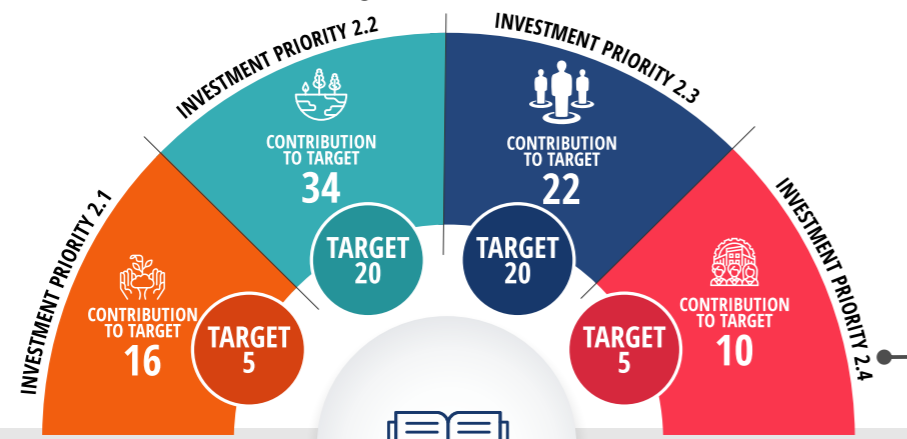 INVESTMENT PRIORITY 2.1
CONTRIBUTION
TO TARGET
16
TARGET
5
INVESTMENT PRIORITY 2.2
CONTRIBUTION
TO TARGET
34
TARGET
20
INVESTMENT PRIORITY 2.3
CONTRIBUTION
TO TARGET
22
TARGET
20
INVESTMENT PRIORITY 2.4
CONTRIBUTION
TO TARGET
10
TARGET
5